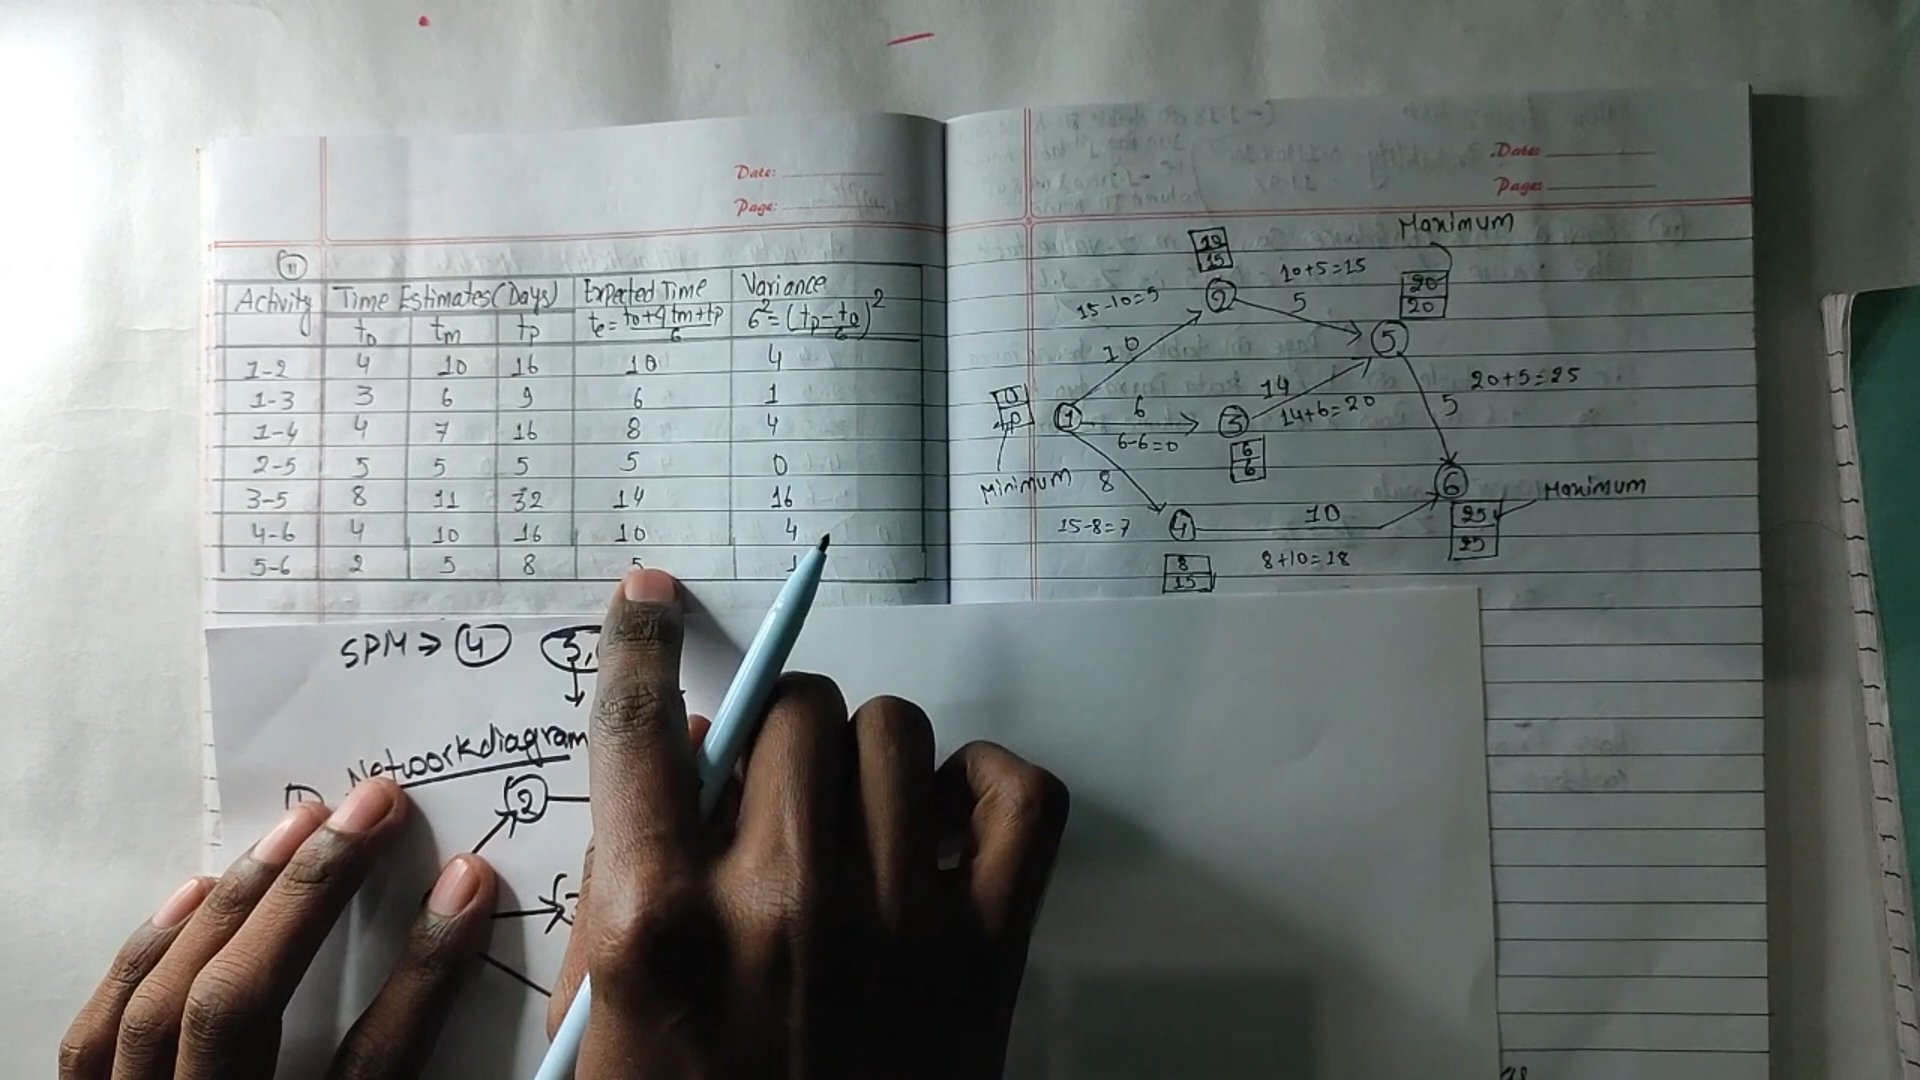 Date:
Page:
11
Activity Time Estimates (Days) Expected Time Variance
to tm tp te = to+4tm+tp/6 6² = (tp-to/6)²
1-2 4 10 16 10 4
1-3 3 6 9 6 1
1-4 4 7 16 8 4
2-5 5 5 5 5 0
3-5 8 11 32 14 16
4-6 4 10 16 10 4
5-6 2 5 8 5 1
SPM ⇒ 4 3,
Networkdiagram
1)
2
Date:
Page:
Maximum
10
15
10+5=15
20
20
15-10=5
2
5
5
10
20+5=25
14
14+6=20
0
0
1
6
6-6=0
3
5
6
6
Minimum
8
6
Maximum
15-8=7
4
10
25
25
8
15
8+10=18